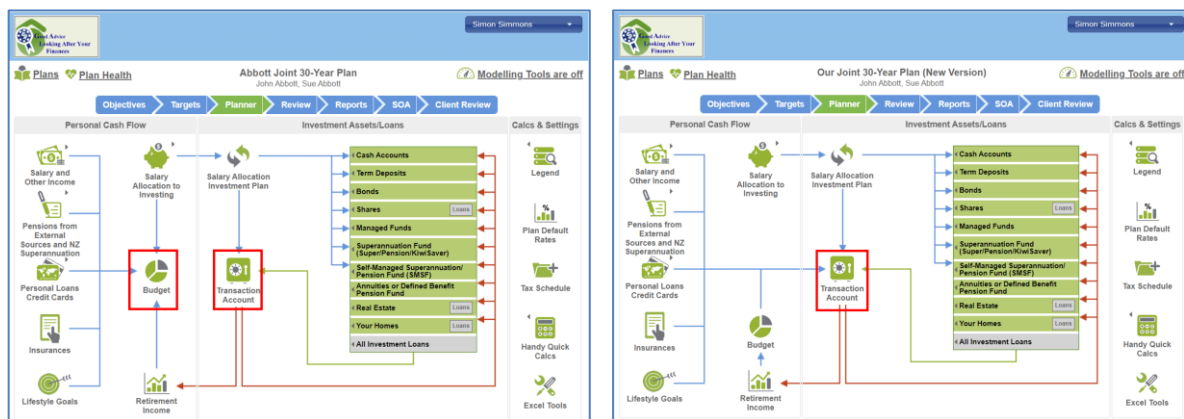 Good Advice
Looking After Your
Finances
Simon Simmons
Plans
Plan Health
Abbott Joint 30-Year Plan
John Abbott, Sue Abbott
Modelling Tools are off
Objectives
Targets
Planner
Review
Reports
SOA
Client Review
Personal Cash Flow
Investment Assets/Loans
Calcs & Settings
Salary and
Other Income
Pensions from
External
Sources and NZ
Superannuation
Personal Loans
Credit Cards
Insurances
Lifestyle Goals
Salary
Allocation to
Investing
Budget
Retirement
Income
Salary Allocation
Investment Plan
Transaction
Account
Cash Accounts
Term Deposits
Bonds
Shares
Loans
Managed Funds
Superannuation Fund
(Super/Pension/KiwiSaver)
Self-Managed Superannuation/
Pension Fund (SMSF)
Annuities or Defined Benefit
Pension Fund
Real Estate
Loans
Your Homes
Loans
All Investment Loans
Legend
Plan Default
Rates
Tax Schedule
Handy Quick
Calcs
Excel Tools
Good Advice
Looking After Your
Finances
Simon Simmons
Plans
Plan Health
Our Joint 30-Year Plan (New Version)
John Abbott, Sue Abbott
Modelling Tools are off
Objectives
Targets
Planner
Review
Reports
SOA
Client Review
Personal Cash Flow
Investment Assets/Loans
Calcs & Settings
Salary and
Other Income
Pensions from
External
Sources and NZ
Superannuation
Personal Loans
Credit Cards
Insurances
Lifestyle Goals
Salary
Allocation to
Investing
Budget
Retirement
Income
Salary Allocation
Investment Plan
Transaction
Account
Cash Accounts
Term Deposits
Bonds
Shares
Loans
Managed Funds
Superannuation Fund
(Super/Pension/KiwiSaver)
Self-Managed Superannuation/
Pension Fund (SMSF)
Annuities or Defined Benefit
Pension Fund
Real Estate
Loans
Your Homes
Loans
All Investment Loans
Legend
Plan Default
Rates
Tax Schedule
Handy Quick
Calcs
Excel Tools